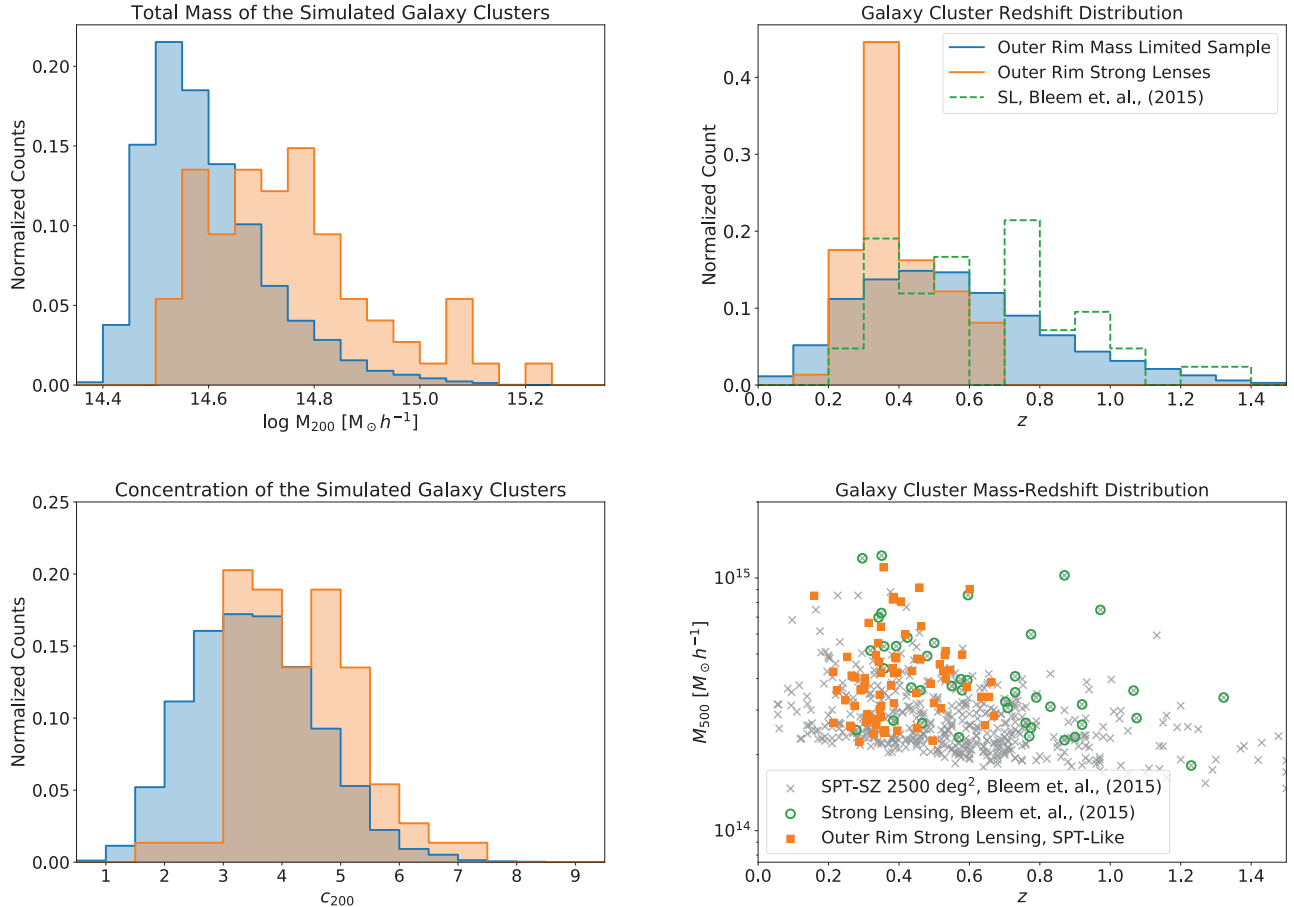 Total Mass of the Simulated Galaxy Clusters
0.20
0.15
0.10
0.05
0.00
Normalized Counts
14.4 14.6 14.8 15.0 15.2
log M200 [M⊙h−1]
Galaxy Cluster Redshift Distribution
Outer Rim Mass Limited Sample
Outer Rim Strong Lenses
SL, Bleem et. al., (2015)
0.4
0.3
0.2
0.1
0.0
Normalized Count
0.0 0.2 0.4 0.6 0.8 1.0 1.2 1.4
z
Concentration of the Simulated Galaxy Clusters
0.25
0.20
0.15
0.10
0.05
0.00
Normalized Counts
1 2 3 4 5 6 7 8 9
c200
Galaxy Cluster Mass-Redshift Distribution
10^15
10^14
M500 [M⊙h−1]
SPT-SZ 2500 deg², Bleem et. al., (2015)
Strong Lensing, Bleem et. al., (2015)
Outer Rim Strong Lensing, SPT-Like
0.0 0.2 0.4 0.6 0.8 1.0 1.2 1.4
z